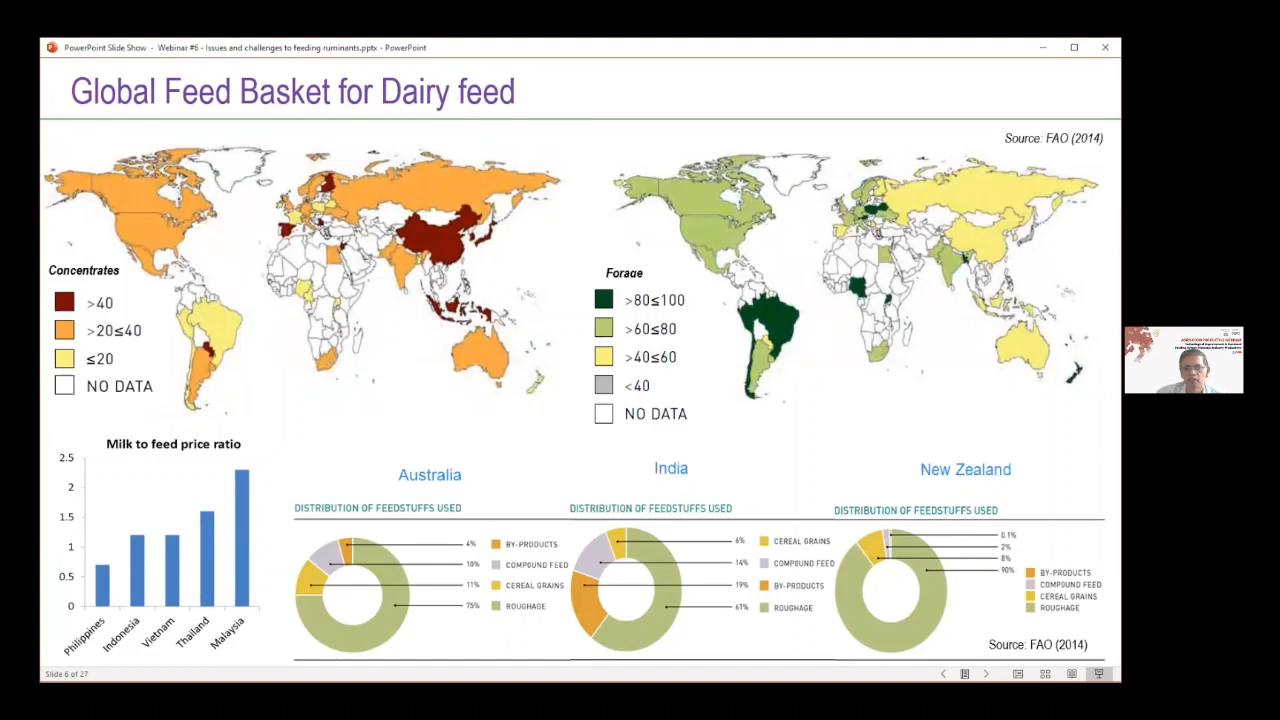 PowerPoint Slide Show - Webinar #6 - Issues and challenges to feeding ruminants.pptx - PowerPoint
Global Feed Basket for Dairy feed
Source: FAO (2014)
Concentrates
>40
>20≤40
≤20
NO DATA
Forage
>80≤100
>60≤80
>40≤60
<40
NO DATA
Milk to feed price ratio
2.5
2
1.5
1
0.5
0
Philippines
Indonesia
Vietnam
Thailand
Malaysia
Australia
DISTRIBUTION OF FEEDSTUFFS USED
4%
BY-PRODUCTS
10%
COMPOUND FEED
11%
CEREAL GRAINS
75%
ROUGHAGE
India
DISTRIBUTION OF FEEDSTUFFS USED
6%
CEREAL GRAINS
14%
COMPOUND FEED
19%
BY-PRODUCTS
61%
ROUGHAGE
New Zealand
DISTRIBUTION OF FEEDSTUFFS USED
0.1%
2%
8%
90%
BY-PRODUCTS
COMPOUND FEED
CEREAL GRAINS
ROUGHAGE
Source: FAO (2014)
Slide 6 of 27